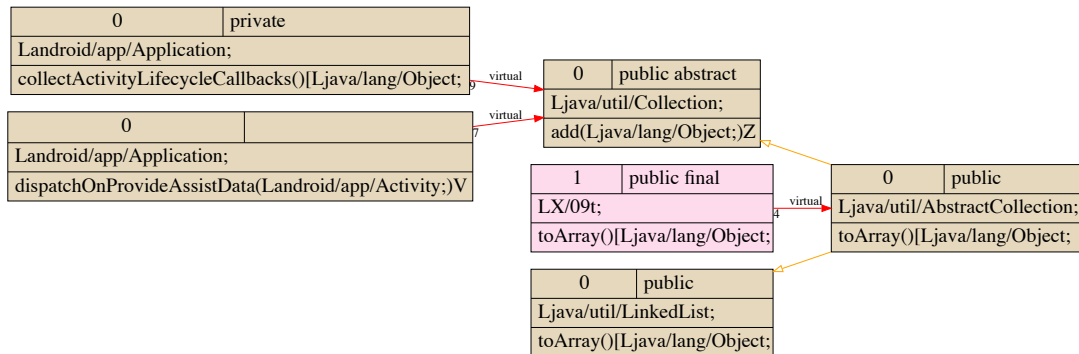 0 private
Landroid/app/Application;
collectActivityLifecycleCallbacks()[Ljava/lang/Object;
9
virtual
0
Landroid/app/Application;
dispatchOnProvideAssistData(Landroid/app/Activity;)V
7
virtual
0 public abstract
Ljava/util/Collection;
add(Ljava/lang/Object;)Z
1 public final
LX/09t;
toArray()[Ljava/lang/Object;
4
virtual
0 public
Ljava/util/AbstractCollection;
toArray()[Ljava/lang/Object;
0 public
Ljava/util/LinkedList;
toArray()[Ljava/lang/Object;